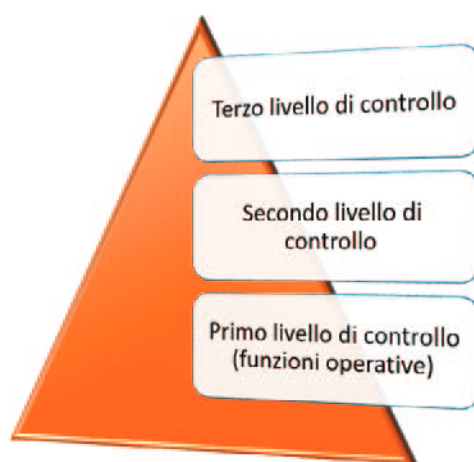 Terzo livello di controllo
Secondo livello di
controllo
Primo livello di controllo
(funzioni operative)